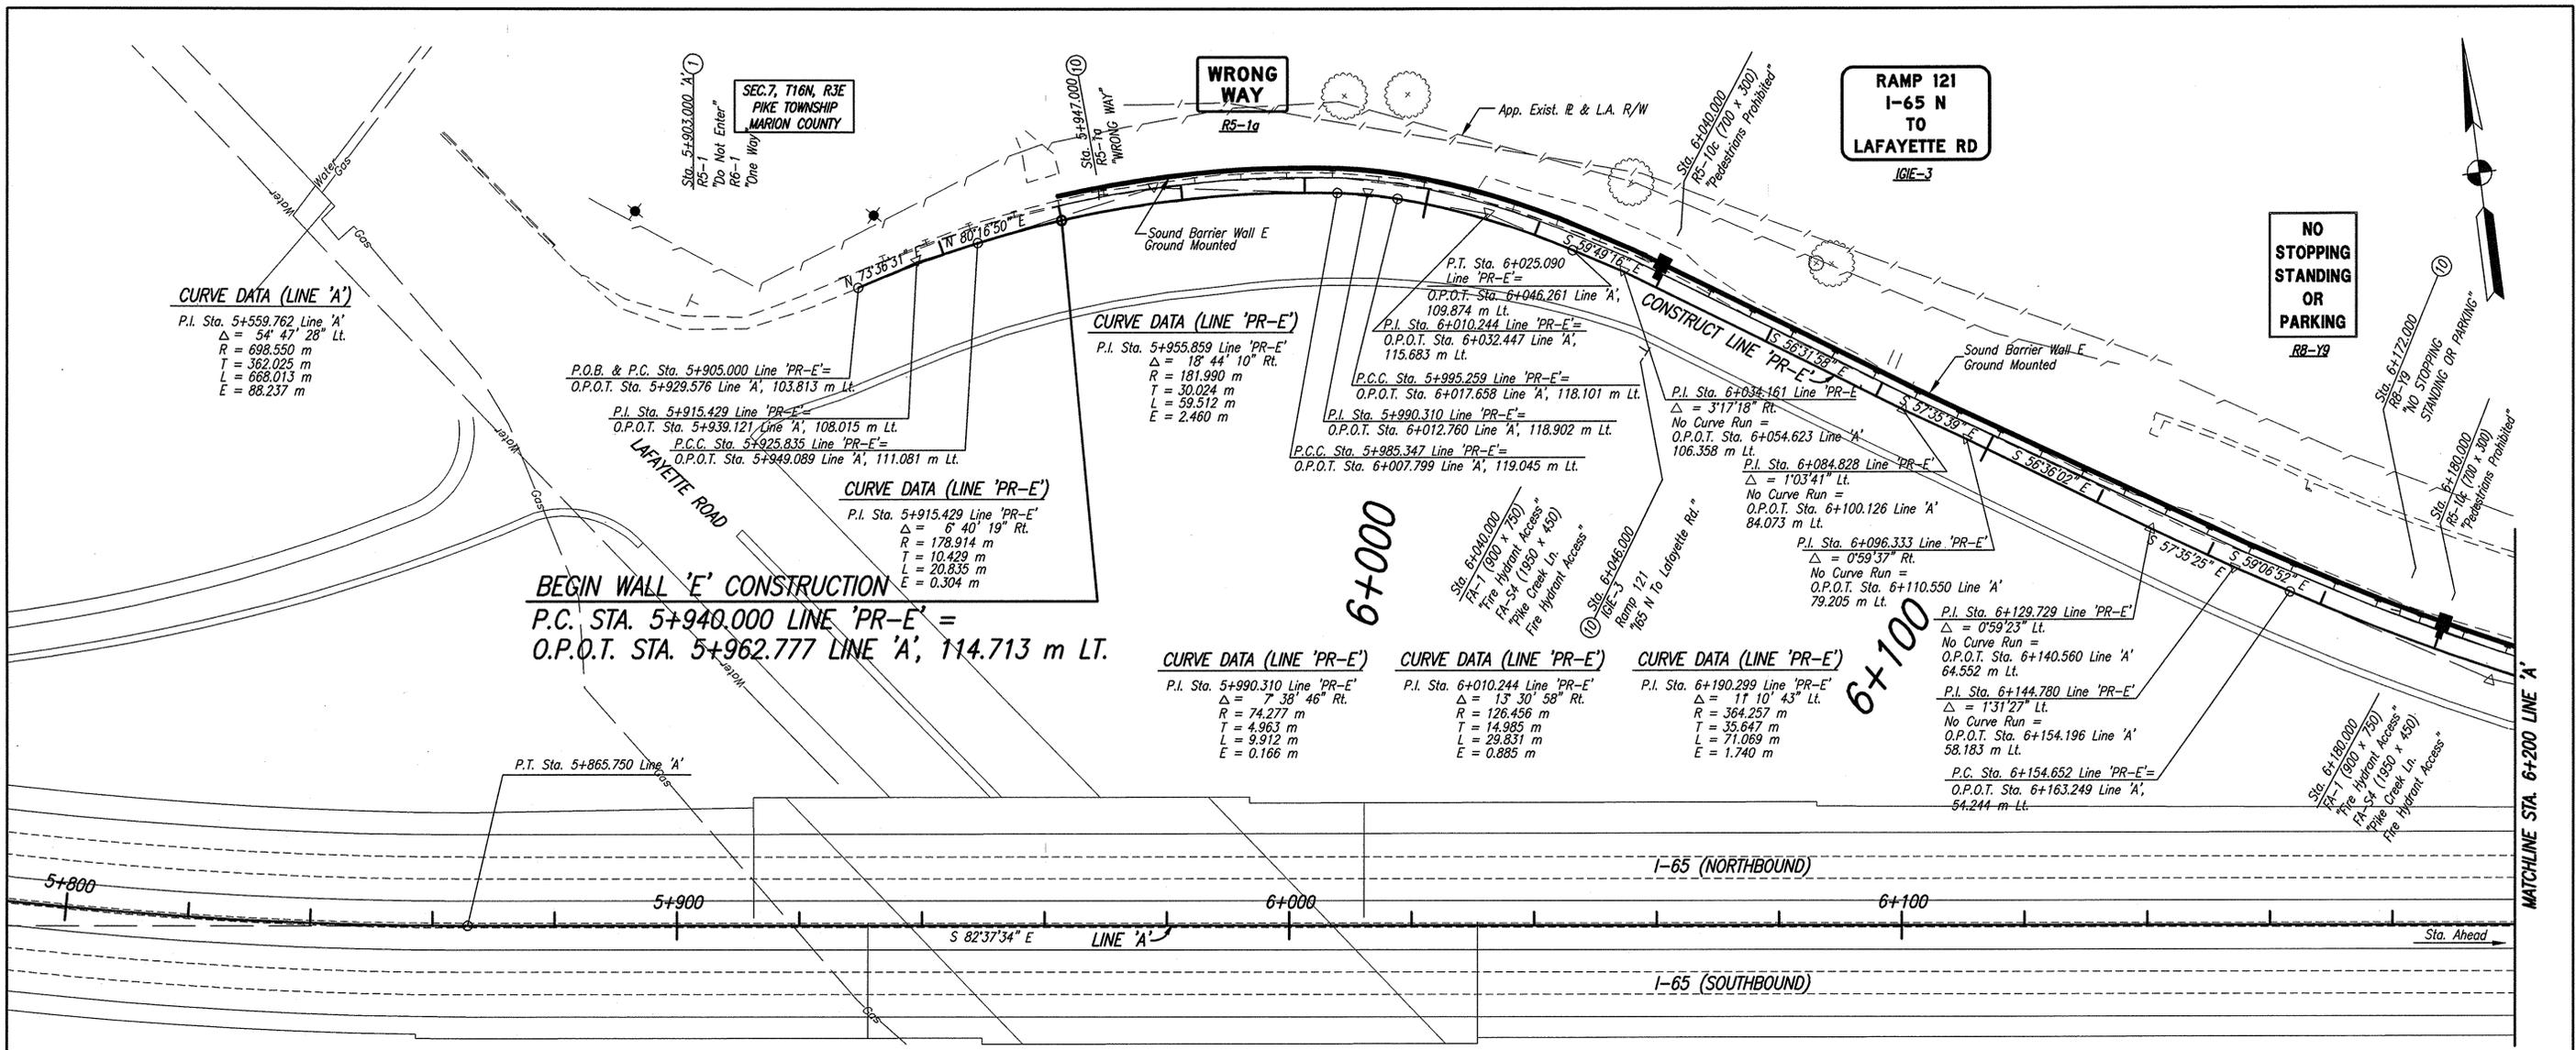 Sta. 5+903.000 'A' 1
R5-1
"Do Not Enter"
R6-1
"One Way"
SEC.7, T16N, R3E
PIKE TOWNSHIP
MARION COUNTY
Sta. 5+947.000 10
R5-1a
"WRONG WAY"
WRONG
WAY
R5-1a
App. Exist. PL & L.A. R/W
Sta. 6+040.000
R5-10c (700 x 300)
"Pedestrians Prohibited"
RAMP 121
I-65 N
TO
LAFAYETTE RD
IGIE-3
NO
STOPPING
STANDING
OR
PARKING
R8-Y9
10
Sta. 6+172.000
R8-Y9
"NO STOPPING
STANDING OR PARKING"
Sta. 6+180.000
R5-10c (700 x 300)
"Pedestrians Prohibited"
Water
Gas
Water
Gas
CURVE DATA (LINE 'A')
P.I. Sta. 5+559.762 Line 'A'
Δ = 54° 47' 28" Lt.
R = 698.550 m
T = 362.025 m
L = 668.013 m
E = 88.237 m
N 73°36'31" E
N 80°16'50" E
Sound Barrier Wall E
Ground Mounted
S 59°49'16" E
CONSTRUCT LINE 'PR-E'
S 56°31'58" E
Sound Barrier Wall E
Ground Mounted
S 57°35'39" E
S 56°36'02" E
S 57°35'25" E
S 59°06'52" E
P.O.B. & P.C. Sta. 5+905.000 Line 'PR-E'=
O.P.O.T. Sta. 5+929.576 Line 'A', 103.813 m Lt.
P.I. Sta. 5+915.429 Line 'PR-E'=
O.P.O.T. Sta. 5+939.121 Line 'A', 108.015 m Lt.
P.C.C. Sta. 5+925.835 Line 'PR-E'=
O.P.O.T. Sta. 5+949.089 Line 'A', 111.081 m Lt.
LAFAYETTE ROAD
CURVE DATA (LINE 'PR-E')
P.I. Sta. 5+915.429 Line 'PR-E'
Δ = 6° 40' 19" Rt.
R = 178.914 m
T = 10.429 m
L = 20.835 m
E = 0.304 m
CURVE DATA (LINE 'PR-E')
P.I. Sta. 5+955.859 Line 'PR-E'
Δ = 18° 44' 10" Rt.
R = 181.990 m
T = 30.024 m
L = 59.512 m
E = 2.460 m
P.T. Sta. 6+025.090
Line 'PR-E'=
O.P.O.T. Sta. 6+046.261 Line 'A',
109.874 m Lt.
P.I. Sta. 6+010.244 Line 'PR-E'=
O.P.O.T. Sta. 6+032.447 Line 'A',
115.683 m Lt.
P.C.C. Sta. 5+995.259 Line 'PR-E'=
O.P.O.T. Sta. 6+017.658 Line 'A', 118.101 m Lt.
P.I. Sta. 5+990.310 Line 'PR-E'=
O.P.O.T. Sta. 6+012.760 Line 'A', 118.902 m Lt.
P.C.C. Sta. 5+985.347 Line 'PR-E'=
O.P.O.T. Sta. 6+007.799 Line 'A', 119.045 m Lt.
P.I. Sta. 6+034.161 Line 'PR-E
Δ = 3°17'18" Rt.
No Curve Run =
O.P.O.T. Sta. 6+054.623 Line 'A'
106.358 m Lt.
P.I. Sta. 6+084.828 Line 'PR-E'
Δ = 1°03'41" Lt.
No Curve Run =
O.P.O.T. Sta. 6+100.126 Line 'A'
84.073 m Lt.
P.I. Sta. 6+096.333 Line 'PR-E'
Δ = 0°59'37" Rt.
No Curve Run =
O.P.O.T. Sta. 6+110.550 Line 'A'
79.205 m Lt.
P.I. Sta. 6+129.729 Line 'PR-E'
Δ = 0°59'23" Lt.
No Curve Run =
O.P.O.T. Sta. 6+140.560 Line 'A'
64.552 m Lt.
P.I. Sta. 6+144.780 Line 'PR-E'
Δ = 1°31'27" Lt.
No Curve Run =
O.P.O.T. Sta. 6+154.196 Line 'A'
58.183 m Lt.
P.C. Sta. 6+154.652 Line 'PR-E'=
O.P.O.T. Sta. 6+163.249 Line 'A',
54.244 m Lt.
Water
Gas
BEGIN WALL 'E' CONSTRUCTION
P.C. STA. 5+940.000 LINE 'PR-E' =
O.P.O.T. STA. 5+962.777 LINE 'A', 114.713 m LT.
Water
6+000
Sta. 6+040.000
FA-1 (900 x 750)
"Fire Hydrant Access"
FA-S4 (1950 x 450)
"Pike Creek Ln.
Fire Hydrant Access"
10 Sta. 6+046.000
IGIE-3
Ramp 121
"I65 N To Lafayette Rd."
6+100
CURVE DATA (LINE 'PR-E')
P.I. Sta. 5+990.310 Line 'PR-E'
Δ = 7° 38' 46" Rt.
R = 74.277 m
T = 4.963 m
L = 9.912 m
E = 0.166 m
CURVE DATA (LINE 'PR-E')
P.I. Sta. 6+010.244 Line 'PR-E'
Δ = 13° 30' 58" Rt.
R = 126.456 m
T = 14.985 m
L = 29.831 m
E = 0.885 m
CURVE DATA (LINE 'PR-E')
P.I. Sta. 6+190.299 Line 'PR-E'
Δ = 11° 10' 43" Lt.
R = 364.257 m
T = 35.647 m
L = 71.069 m
E = 1.740 m
Sta. 6+180.000
FA-1 (900 x 750)
"Fire Hydrant Access"
FA-S4 (1950 x 450)
"Pike Creek Ln.
Fire Hydrant Access"
MATCHLINE STA. 6+200 LINE 'A'
P.T. Sta. 5+865.750 Line 'A'
Gas
I-65 (NORTHBOUND)
5+800
5+900
6+000
6+100
S 82°37'34" E
LINE 'A'
Sta. Ahead
I-65 (SOUTHBOUND)
Gas